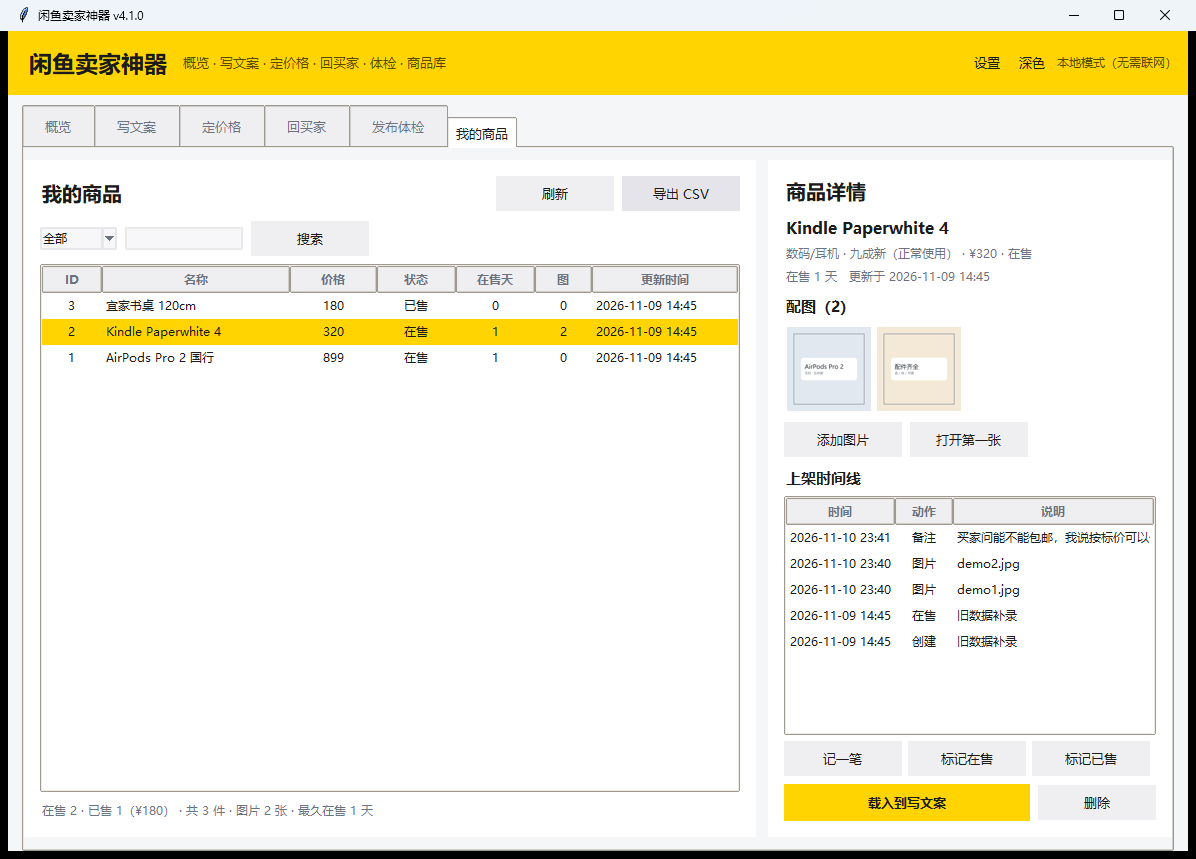 闲鱼卖家神器 v4.1.0
闲鱼卖家神器 概览 · 写文案 · 定价格 · 回买家 · 体检 · 商品库 设置 深色 本地模式（无需联网）
概览 写文案 定价格 回买家 发布体检 我的商品
我的商品 刷新 导出 CSV
全部 搜索
ID 名称 价格 状态 在售天 图 更新时间
3 宜家书桌 120cm 180 已售 0 0 2026-11-09 14:45
2 Kindle Paperwhite 4 320 在售 1 2 2026-11-09 14:45
1 AirPods Pro 2 国行 899 在售 1 0 2026-11-09 14:45
在售 2 · 已售 1（¥180） · 共 3 件 · 图片 2 张 · 最久在售 1 天
商品详情
Kindle Paperwhite 4
数码/耳机 · 九成新（正常使用） · ¥320 · 在售
在售 1 天 更新于 2026-11-09 14:45
配图（2）
AirPods Pro 2
配件齐全
添加图片 打开第一张
上架时间线
时间 动作 说明
2026-11-10 23:41 备注 买家问能不能包邮，我说按标价可以
2026-11-10 23:40 图片 demo2.jpg
2026-11-10 23:40 图片 demo1.jpg
2026-11-09 14:45 在售 旧数据补录
2026-11-09 14:45 创建 旧数据补录
记一笔 标记在售 标记已售
载入到写文案 删除